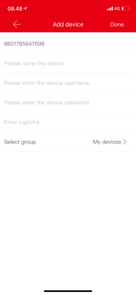 08.48
4G
Add device
Done
8601795647698
Please name the device
Please enter the device username
Please enter the device password
Enter captcha
Select group
My devices